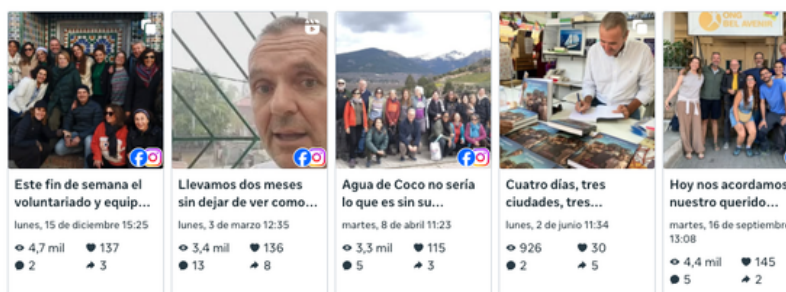 ONG
BEL AVENIR
Este fin de semana el
voluntariado y equip...
lunes, 15 de diciembre 15:25
4,7 mil 137
2 3
Llevamos dos meses
sin dejar de ver como...
lunes, 3 de marzo 12:35
3,4 mil 136
13 8
Agua de Coco no sería
lo que es sin su...
martes, 8 de abril 11:23
3,3 mil 115
5 3
Cuatro días, tres
ciudades, tres...
lunes, 2 de junio 11:34
926 30
2 5
Hoy nos acordamos
nuestro querido...
martes, 16 de septiembre
13:08
4,4 mil 145
5 2